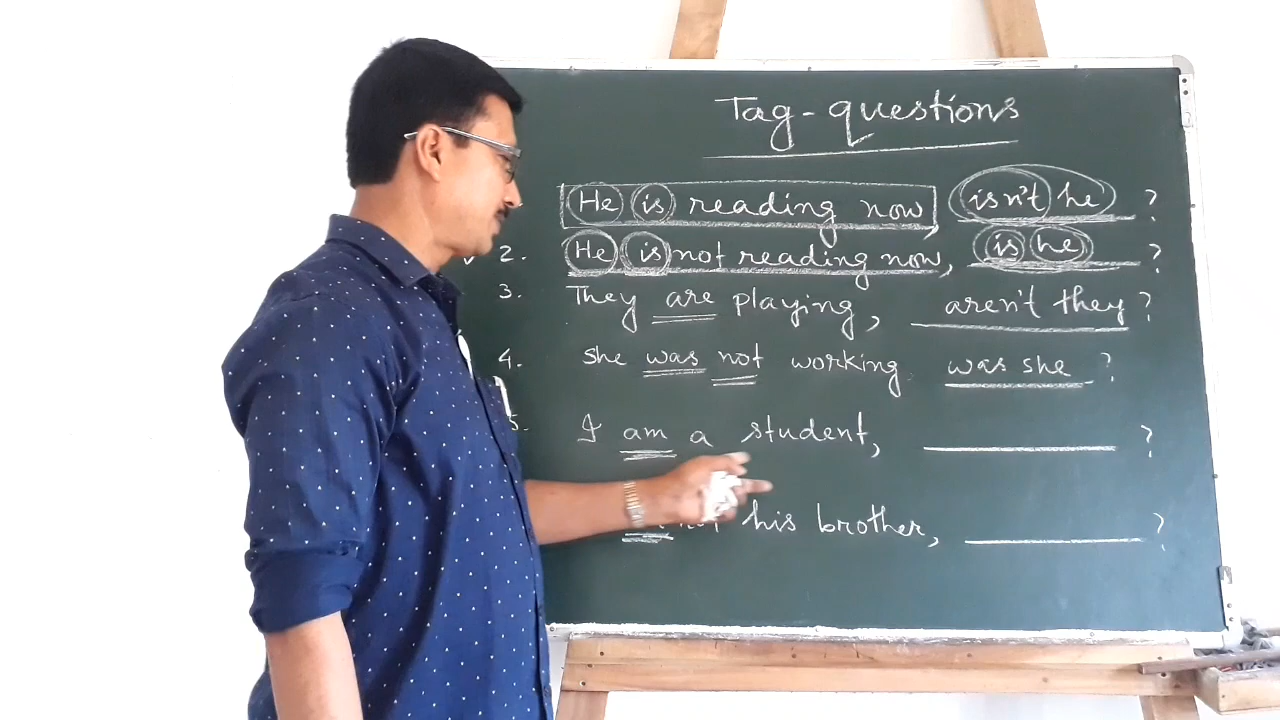 Tag-questions
He is reading now, isn't he ?
2. He is not reading now, is he ?
3. They are playing, aren't they ?
4. she was not working was she ?
5. I am a student, ?
not his brother, ?